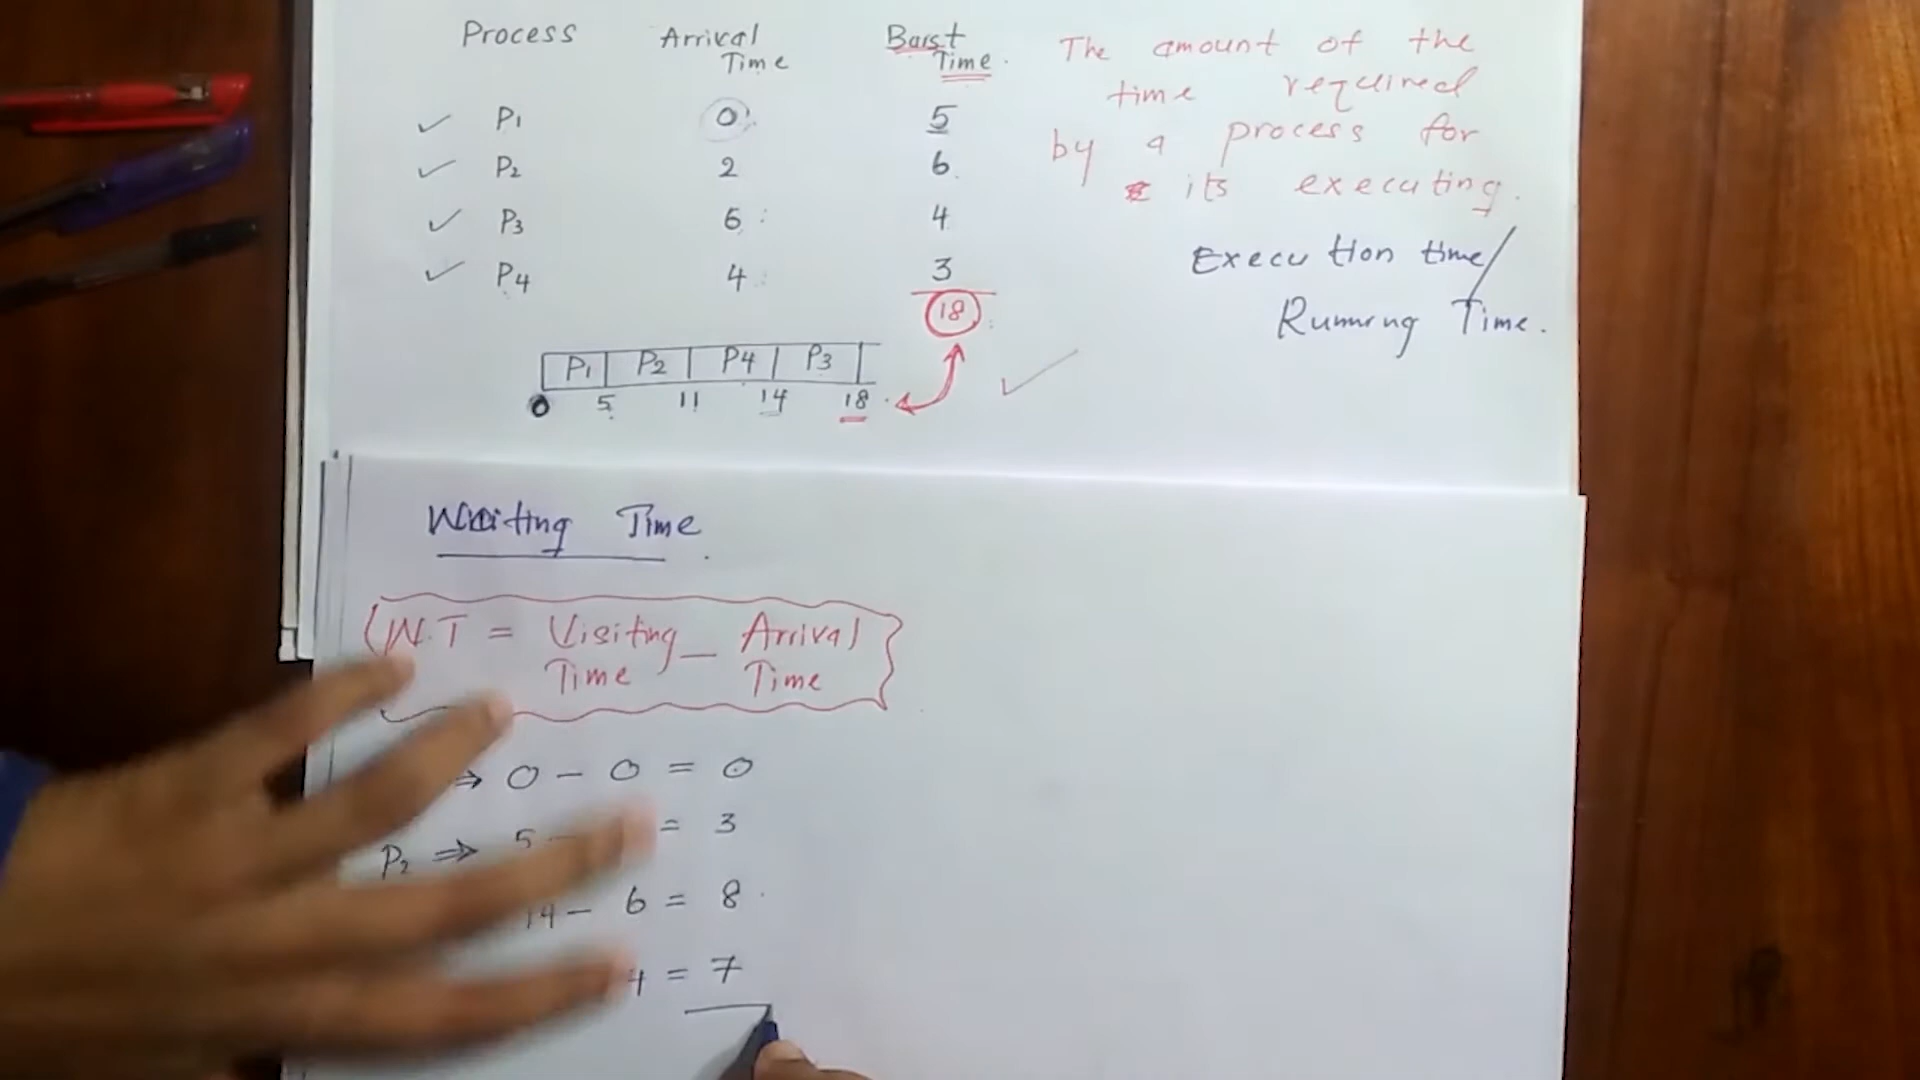 Process Arrival Time Burst Time.
P1 0 5
P2 2 6
P3 6 4
P4 4 3
18
The amount of the
time required
by a process for
its executing.
Execution time/
Running Time.
P1 P2 P4 P3
0 5 11 14 18
Waiting Time
W.T = Visiting Time - Arrival Time
⇒ 0 - 0 = 0
P2 ⇒ 5 - = 3
14 - 6 = 8
4 = 7